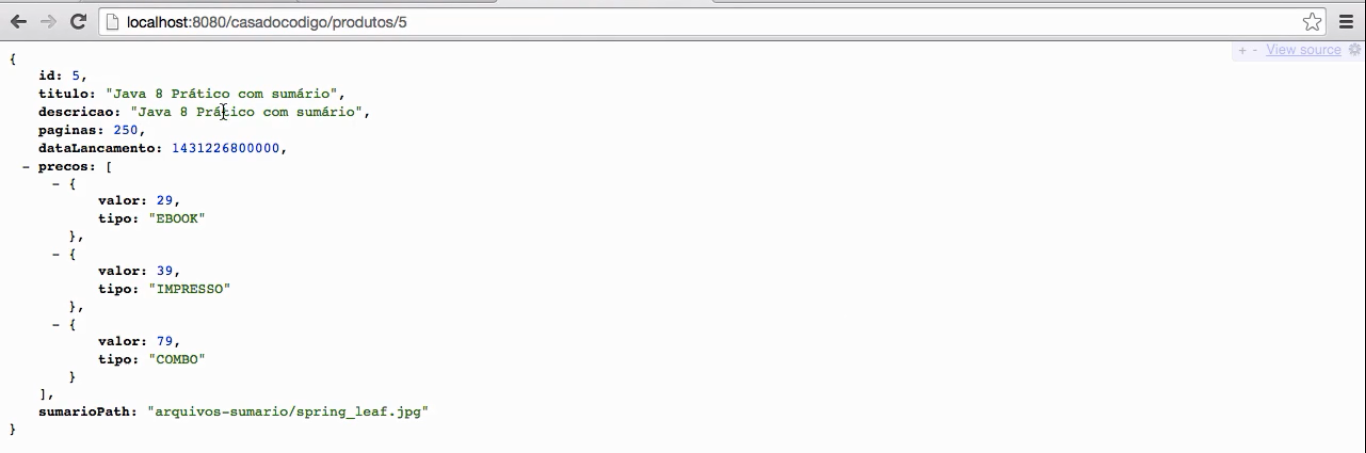 localhost:8080/casadocodigo/produtos/5
+ - View source
{
id: 5,
titulo: "Java 8 Prático com sumário",
descricao: "Java 8 Prático com sumário",
paginas: 250,
dataLancamento: 1431226800000,
- precos: [
- {
valor: 29,
tipo: "EBOOK"
},
- {
valor: 39,
tipo: "IMPRESSO"
},
- {
valor: 79,
tipo: "COMBO"
}
],
sumarioPath: "arquivos-sumario/spring_leaf.jpg"
}